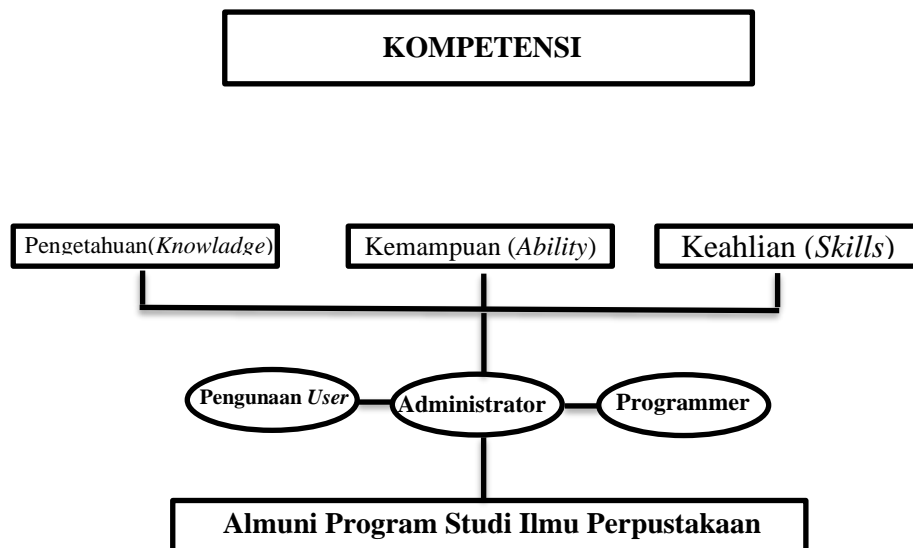 KOMPETENSI
Pengetahuan(Knowladge)
Kemampuan (Ability)
Keahlian (Skills)
Pengunaan User
Administrator
Programmer
Almuni Program Studi Ilmu Perpustakaan